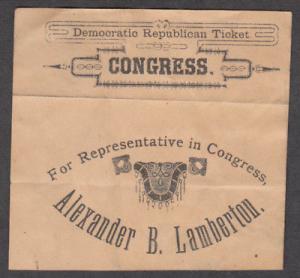 Democratic Republican Ticket
CONGRESS.
For Representative in Congress,
Alexander B. Lamberton.